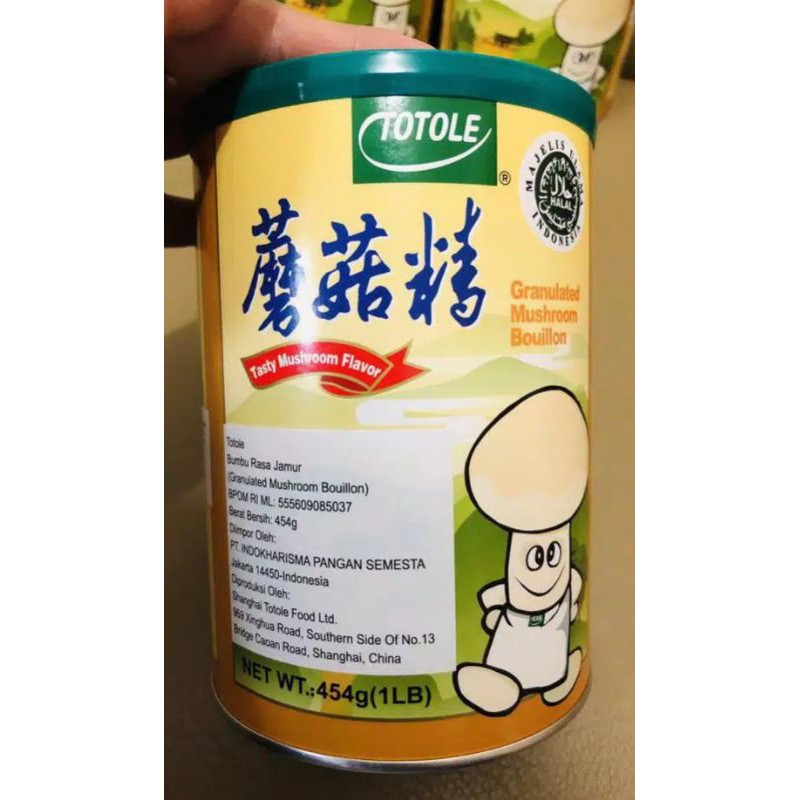 TOTOLE
®
MAJELIS ULAMA INDONESIA
حلال
HALAL
蘑菇精
Granulated
Mushroom
Bouillon
Tasty Mushroom Flavor
Totole
Bumbu Rasa Jamur
(Granulated Mushroom Bouillon)
BPOM RI ML: 555609085037
Berat Bersih: 454g
Diimpor Oleh:
PT. INDOKHARISMA PANGAN SEMESTA
Jakarta 14450-Indonesia
Diproduksi Oleh:
Shanghai Totole Food Ltd.
969 Xinghua Road, Southern Side Of No.13
Bridge Caoan Road, Shanghai, China
NET WT.:454g(1LB)